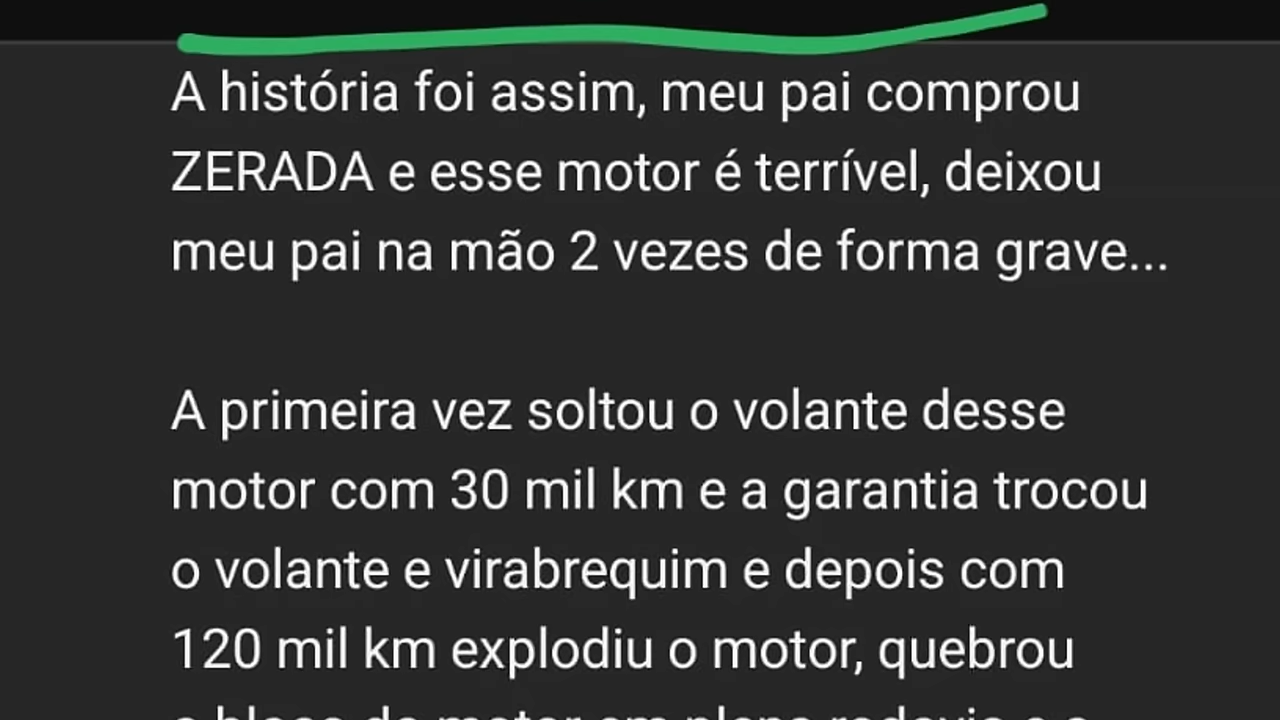 A história foi assim, meu pai comprou
ZERADA e esse motor é terrível, deixou
meu pai na mão 2 vezes de forma grave...
A primeira vez soltou o volante desse
motor com 30 mil km e a garantia trocou
o volante e virabrequim e depois com
120 mil km explodiu o motor, quebrou